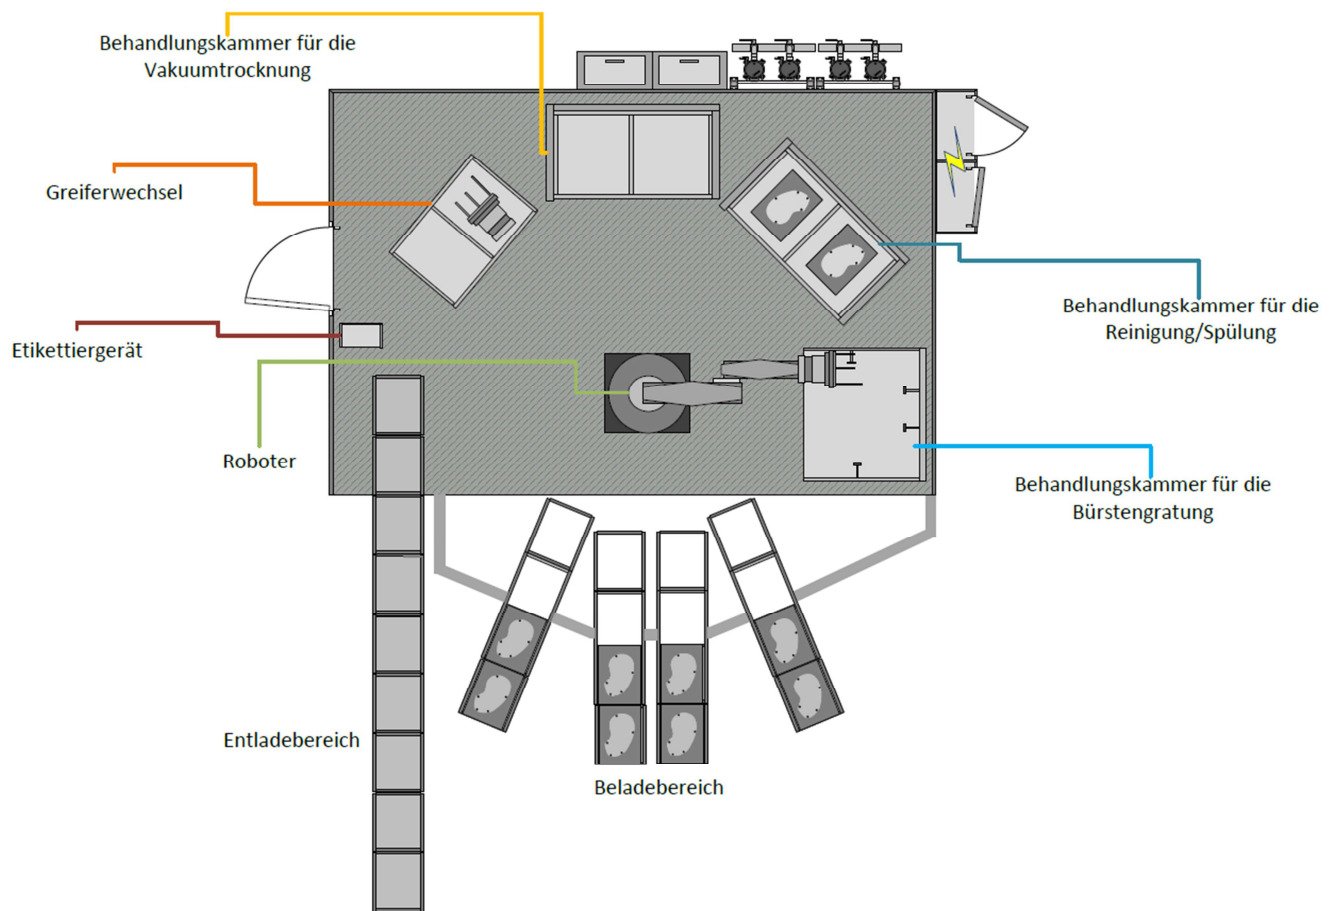 Behandlungskammer für die
Vakuumtrocknung
Greiferwechsel
Etikettiergerät
Roboter
Behandlungskammer für die
Reinigung/Spülung
Behandlungskammer für die
Bürstengratung
Entladebereich
Beladebereich